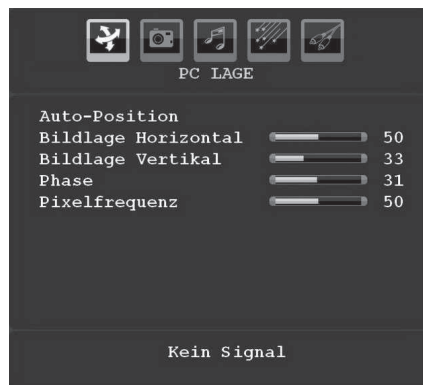 PC LAGE
Auto-Position
Bildlage Horizontal 50
Bildlage Vertikal 33
Phase 31
Pixelfrequenz 50
Kein Signal